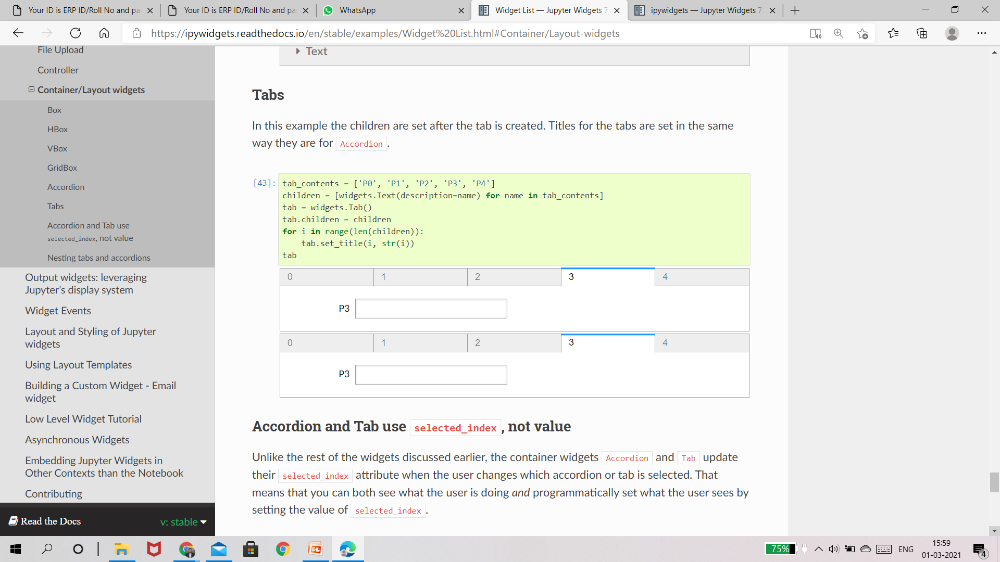 Your ID is ERP ID/Roll No and pa
Your ID is ERP ID/Roll No and pa
WhatsApp
Widget List — Jupyter Widgets 7
ipywidgets — Jupyter Widgets 7.
https://ipywidgets.readthedocs.io/en/stable/examples/Widget%20List.html#Container/Layout-widgets
File Upload
Controller
Container/Layout widgets
Box
HBox
VBox
GridBox
Accordion
Tabs
Accordion and Tab use
selected_index, not value
Nesting tabs and accordions
Output widgets: leveraging
Jupyter's display system
Widget Events
Layout and Styling of Jupyter
widgets
Using Layout Templates
Building a Custom Widget - Email
widget
Low Level Widget Tutorial
Asynchronous Widgets
Embedding Jupyter Widgets in
Other Contexts than the Notebook
Contributing
Read the Docs
v: stable
Text
Tabs
In this example the children are set after the tab is created. Titles for the tabs are set in the same
way they are for Accordion.
[43]:
tab_contents = ['P0', 'P1', 'P2', 'P3', 'P4']
children = [widgets.Text(description=name) for name in tab_contents]
tab = widgets.Tab()
tab.children = children
for i in range(len(children)):
    tab.set_title(i, str(i))
tab
0 1 2 3 4
P3
0 1 2 3 4
P3
Accordion and Tab use selected_index, not value
Unlike the rest of the widgets discussed earlier, the container widgets Accordion and Tab update
their selected_index attribute when the user changes which accordion or tab is selected. That
means that you can both see what the user is doing and programmatically set what the user sees by
setting the value of selected_index.
75%
ENG
15:59
01-03-2021
4